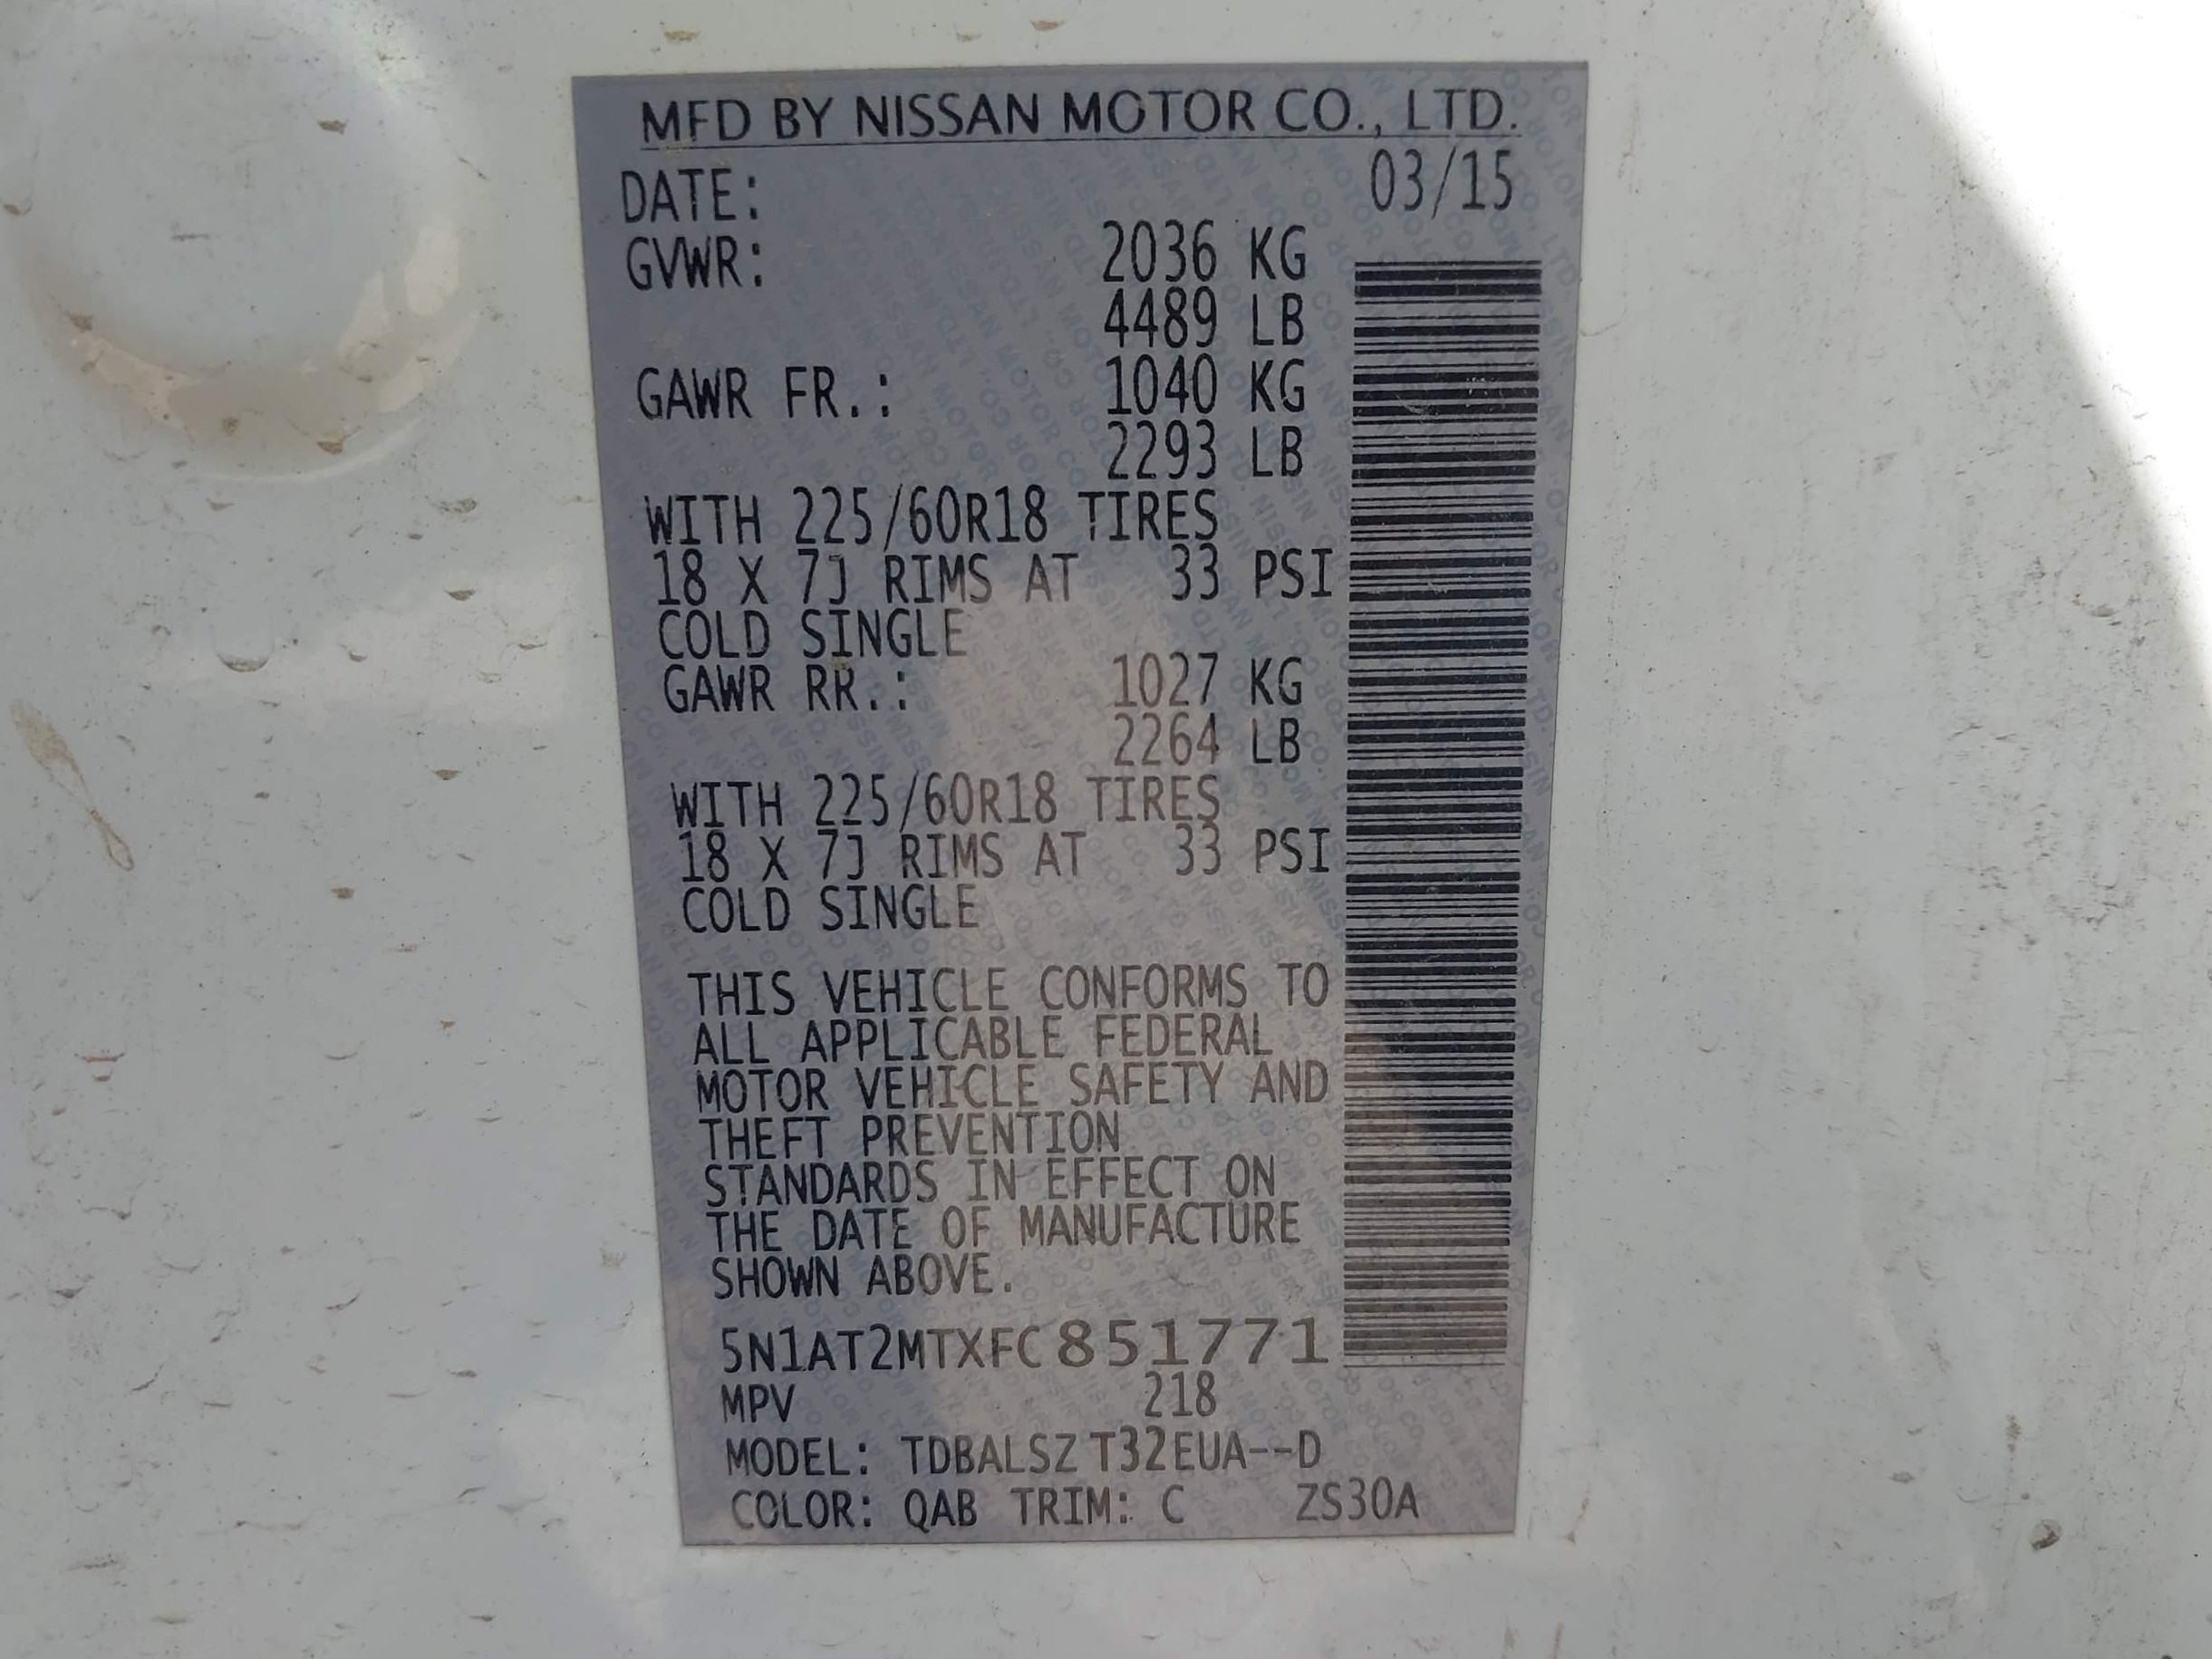 MFD BY NISSAN MOTOR CO., LTD.
DATE: 03/15
GVWR: 2036 KG
4489 LB
GAWR FR.: 1040 KG
2293 LB
WITH 225/60R18 TIRES
18 X 7J RIMS AT 33 PSI
COLD SINGLE
GAWR RR.: 1027 KG
2264 LB
WITH 225/60R18 TIRES
18 X 7J RIMS AT 33 PSI
COLD SINGLE
THIS VEHICLE CONFORMS TO
ALL APPLICABLE FEDERAL
MOTOR VEHICLE SAFETY AND
THEFT PREVENTION
STANDARDS IN EFFECT ON
THE DATE OF MANUFACTURE
SHOWN ABOVE.
5N1AT2MTXFC851771
MPV 218
MODEL: TDBALSZ T32EUA--D
COLOR: QAB TRIM: C ZS30A